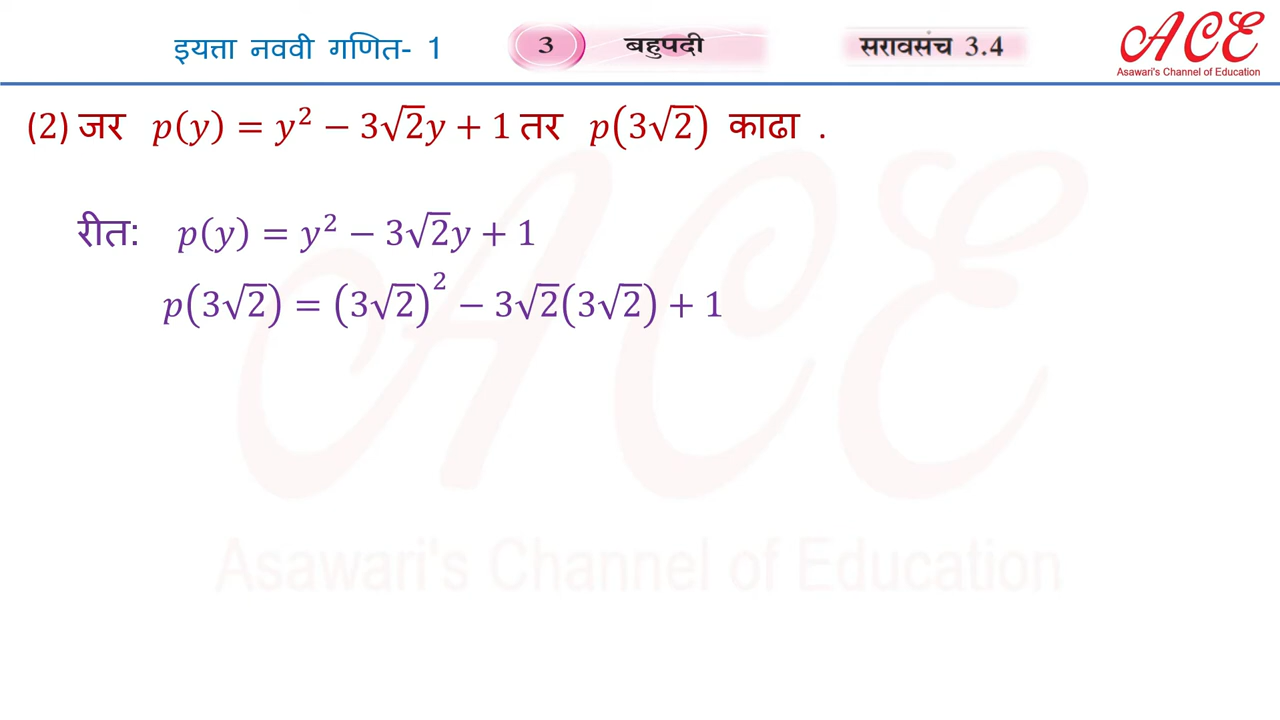 इयत्ता नववी गणित- 1 3 बहुपदी सरावसंच 3.4 ACE
Asawari's Channel of Education
(2) जर p(y) = y² − 3√2y + 1 तर p(3√2) काढा .
रीत: p(y) = y² − 3√2y + 1
p(3√2) = (3√2)² − 3√2(3√2) + 1
ACE
Asawari's Channel of Education